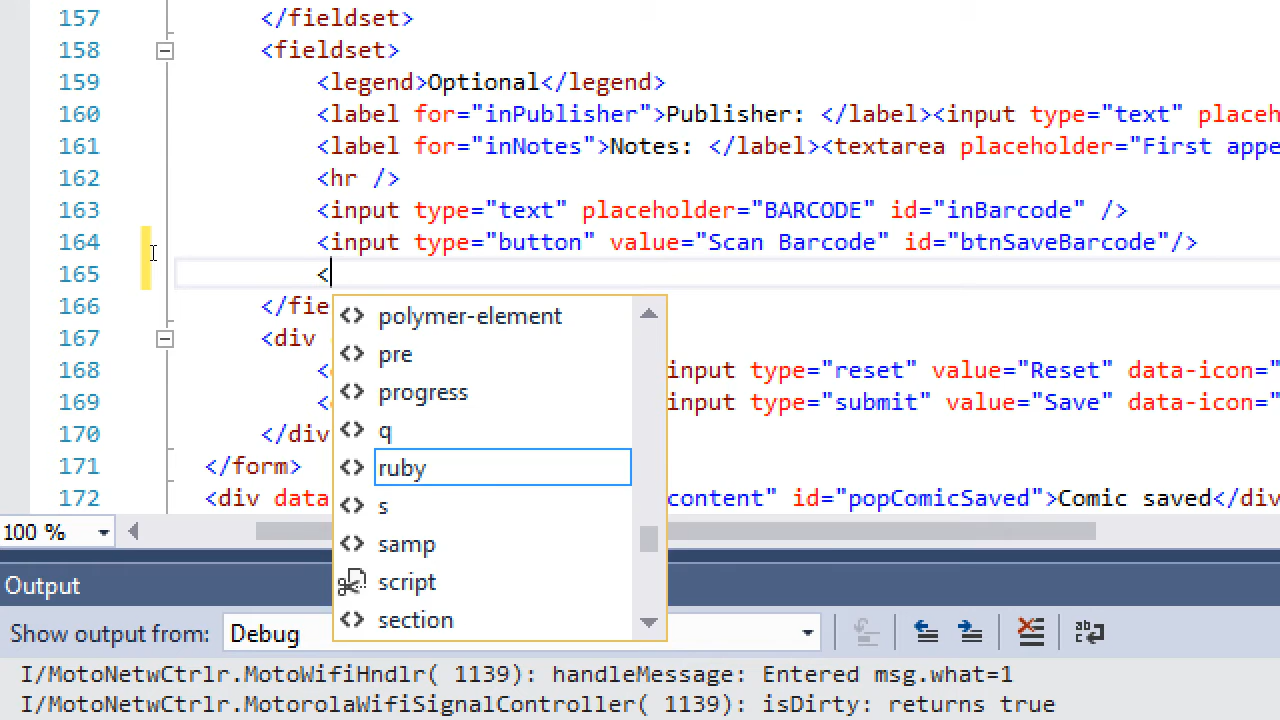 157 </fieldset>
158 <fieldset>
159 <legend>Optional</legend>
160 <label for="inPublisher">Publisher: </label><input type="text" placeh
161 <label for="inNotes">Notes: </label><textarea placeholder="First appe
162 <hr />
163 <input type="text" placeholder="BARCODE" id="inBarcode" />
164 <input type="button" value="Scan Barcode" id="btnSaveBarcode"/>
165 <
166 </fie
polymer-element
167 <div
pre
168 < input type="reset" value="Reset" data-icon="
progress
169 < input type="submit" value="Save" data-icon="
q
170 </div
ruby
171 </form>
s
172 <div data content" id="popComicSaved">Comic saved</div
samp
script
section
100 %
Output
Show output from: Debug
I/MotoNetwCtrlr.MotoWifiHndlr( 1139): handleMessage: Entered msg.what=1
I/MotoNetwCtrlr.MotorolaWifiSignalController( 1139): isDirty: returns true